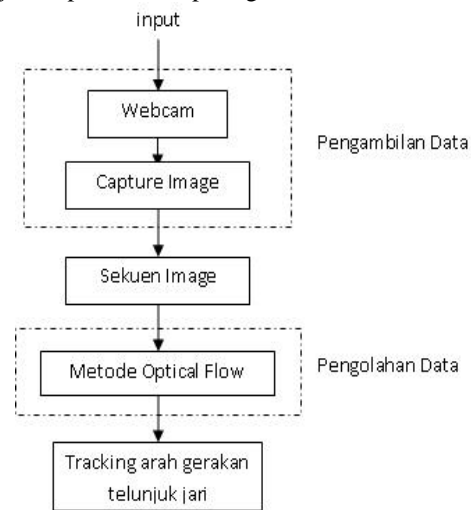 input
Webcam
Pengambilan Data
Capture Image
Sekuen Image
Metode Optical Flow
Pengolahan Data
Tracking arah gerakan
telunjuk jari